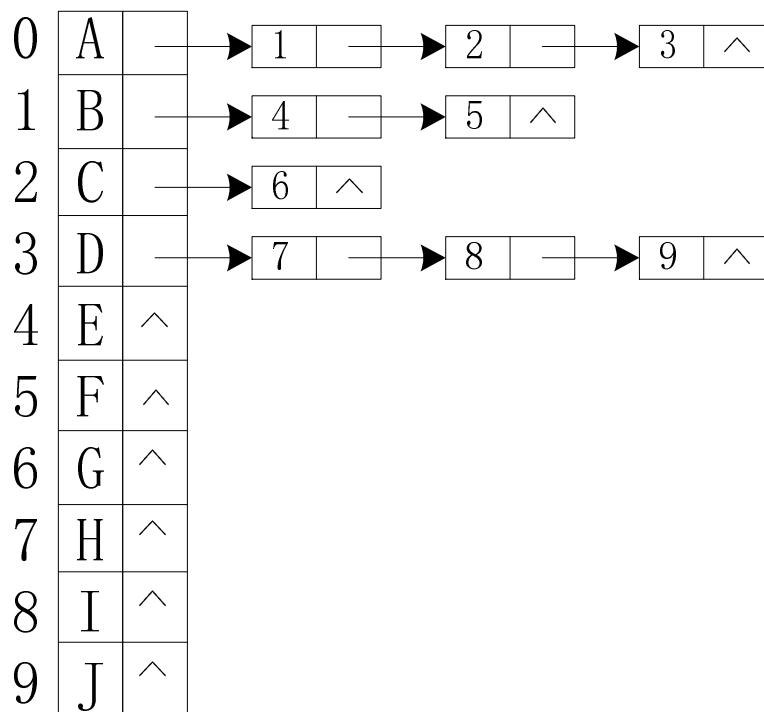 0 A 1 2 3 ^
1 B 4 5 ^
2 C 6 ^
3 D 7 8 9 ^
4 E ^
5 F ^
6 G ^
7 H ^
8 I ^
9 J ^